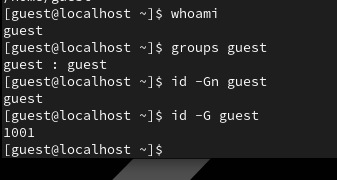 [guest@localhost ~]$ whoami
guest
[guest@localhost ~]$ groups guest
guest : guest
[guest@localhost ~]$ id -Gn guest
guest
[guest@localhost ~]$ id -G guest
1001
[guest@localhost ~]$